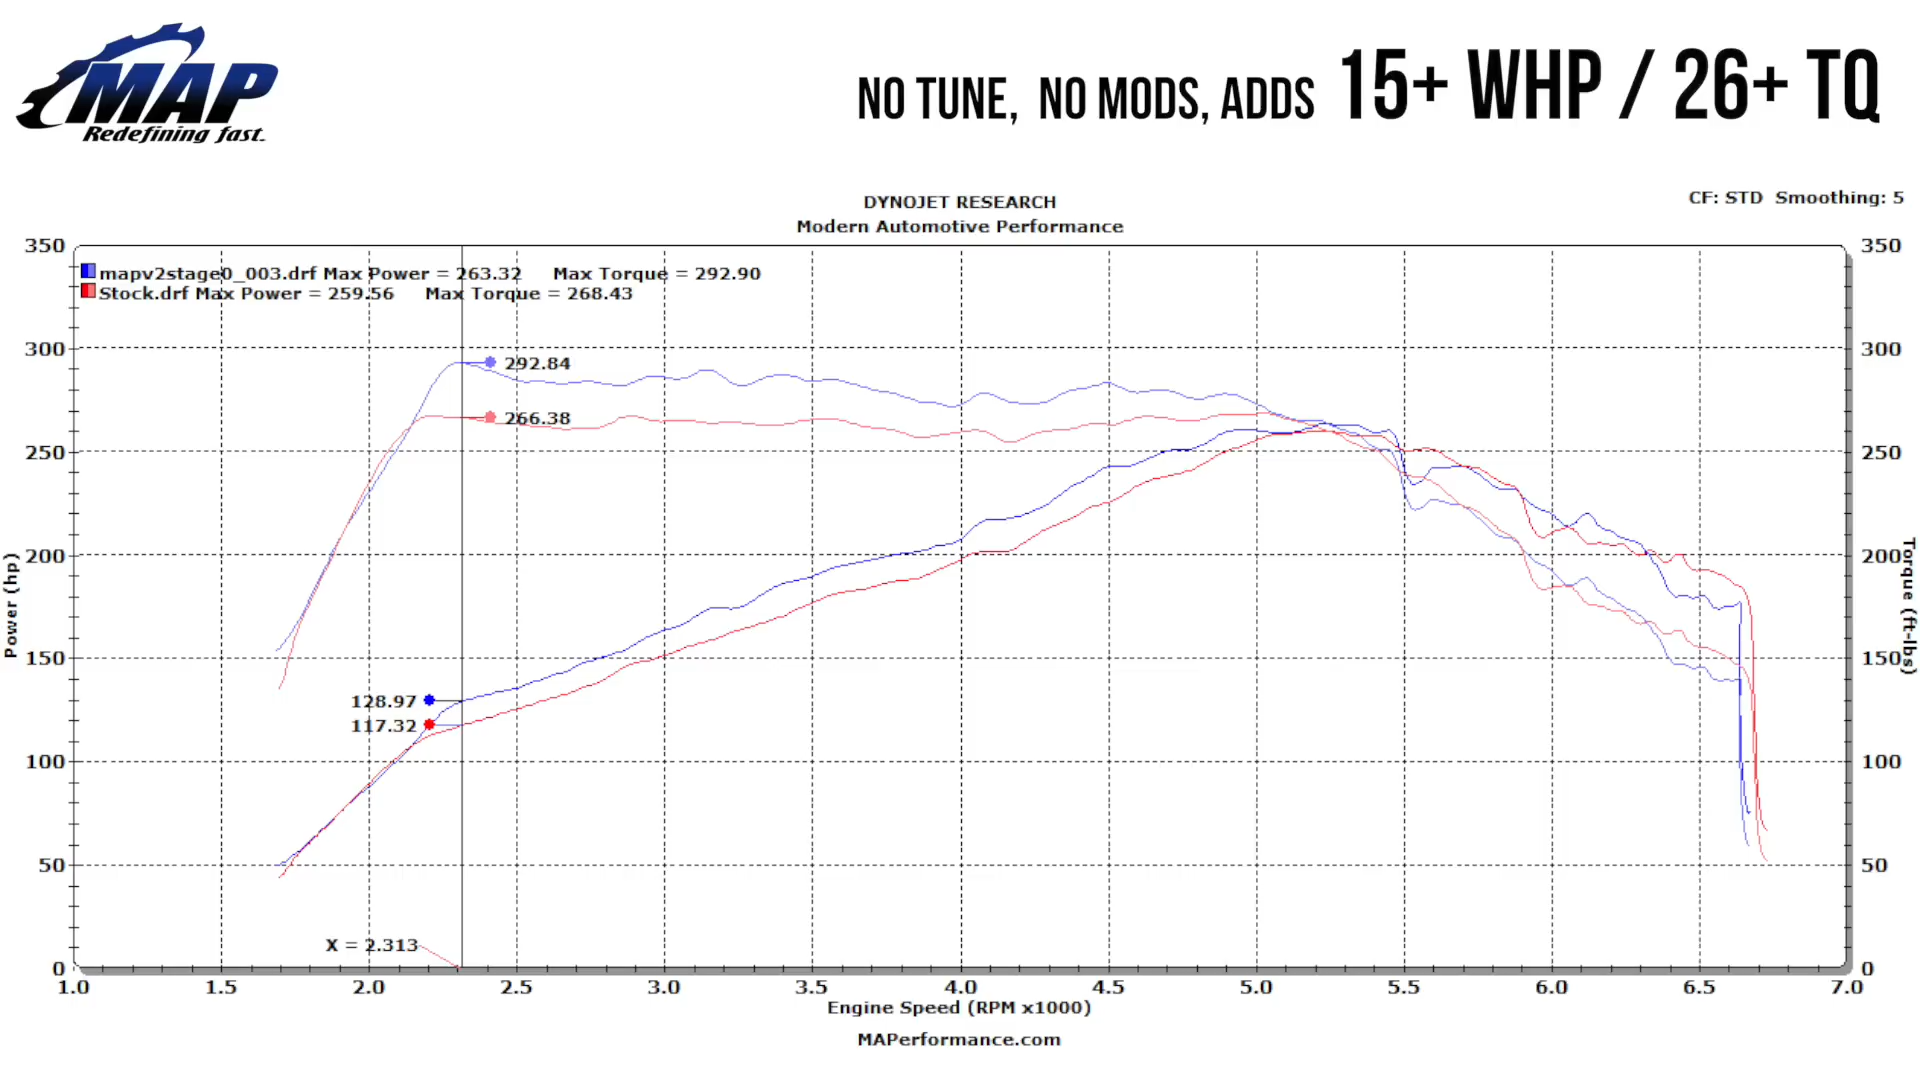 MAP
Redefining fast.
NO TUNE, NO MODS, ADDS 15+ WHP / 26+ TQ
DYNOJET RESEARCH
CF: STD Smoothing: 5
Modern Automotive Performance
350
350
mapv2stage0_003.drf Max Power = 263.32 Max Torque = 292.90
Stock.drf Max Power = 259.56 Max Torque = 268.43
300
292.84
300
266.38
250
250
200
200
Power (hp)
Torque (ft-lbs)
150
150
128.97
117.32
100
100
50
50
X = 2.313
0
0
1.0 1.5 2.0 2.5 3.0 3.5 4.0 4.5 5.0 5.5 6.0 6.5 7.0
Engine Speed (RPM x1000)
MAPerformance.com